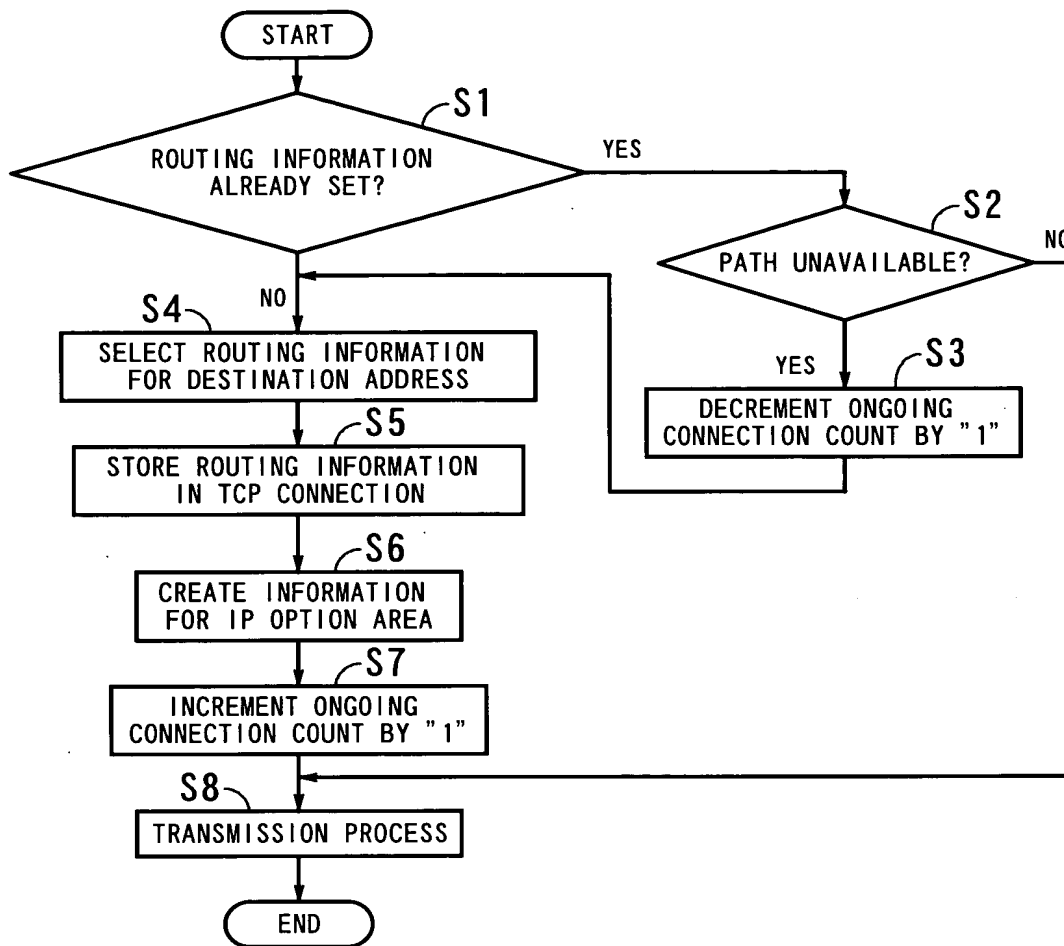 START
S1
ROUTING INFORMATION
ALREADY SET?
YES
S2
PATH UNAVAILABLE?
NO
NO
S4
SELECT ROUTING INFORMATION
FOR DESTINATION ADDRESS
YES
S3
DECREMENT ONGOING
CONNECTION COUNT BY "1"
S5
STORE ROUTING INFORMATION
IN TCP CONNECTION
S6
CREATE INFORMATION
FOR IP OPTION AREA
S7
INCREMENT ONGOING
CONNECTION COUNT BY "1"
S8
TRANSMISSION PROCESS
END